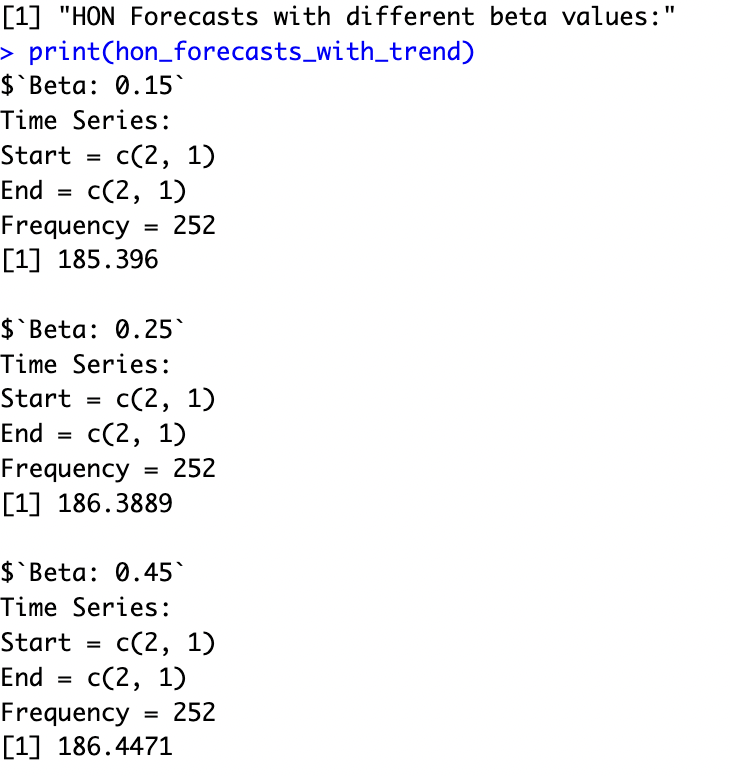 [1] "HON Forecasts with different beta values:"
> print(hon_forecasts_with_trend)
$`Beta: 0.15`
Time Series:
Start = c(2, 1)
End = c(2, 1)
Frequency = 252
[1] 185.396

$`Beta: 0.25`
Time Series:
Start = c(2, 1)
End = c(2, 1)
Frequency = 252
[1] 186.3889

$`Beta: 0.45`
Time Series:
Start = c(2, 1)
End = c(2, 1)
Frequency = 252
[1] 186.4471